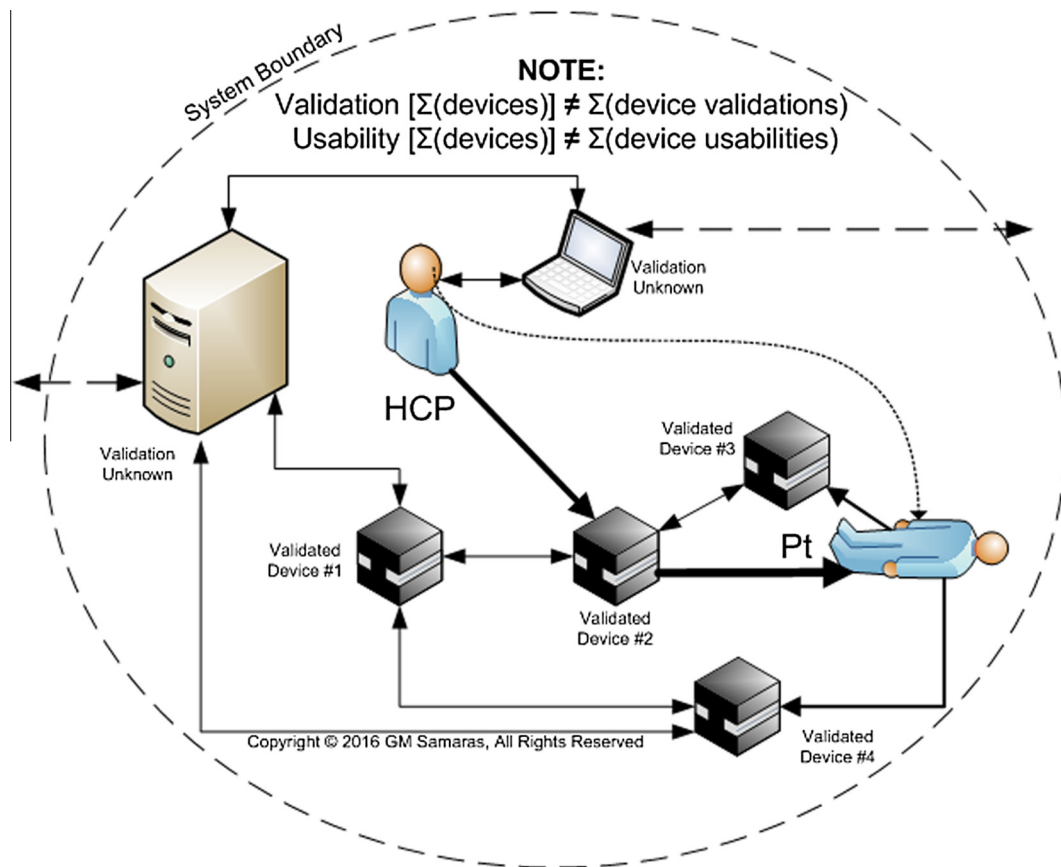 System Boundary
NOTE:
Validation [Σ(devices)] ≠ Σ(device validations)
Usability [Σ(devices)] ≠ Σ(device usabilities)
Validation
Unknown
HCP
Validation
Unknown
Validated
Device #3
Pt
Validated
Device #1
Validated
Device #2
Validated
Device #4
Copyright © 2016 GM Samaras, All Rights Reserved